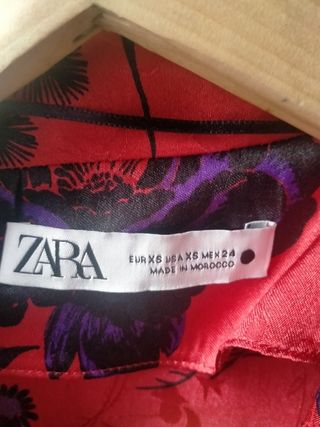 ZARA
EUR XS USA XS MEX 24
MADE IN MOROCCO